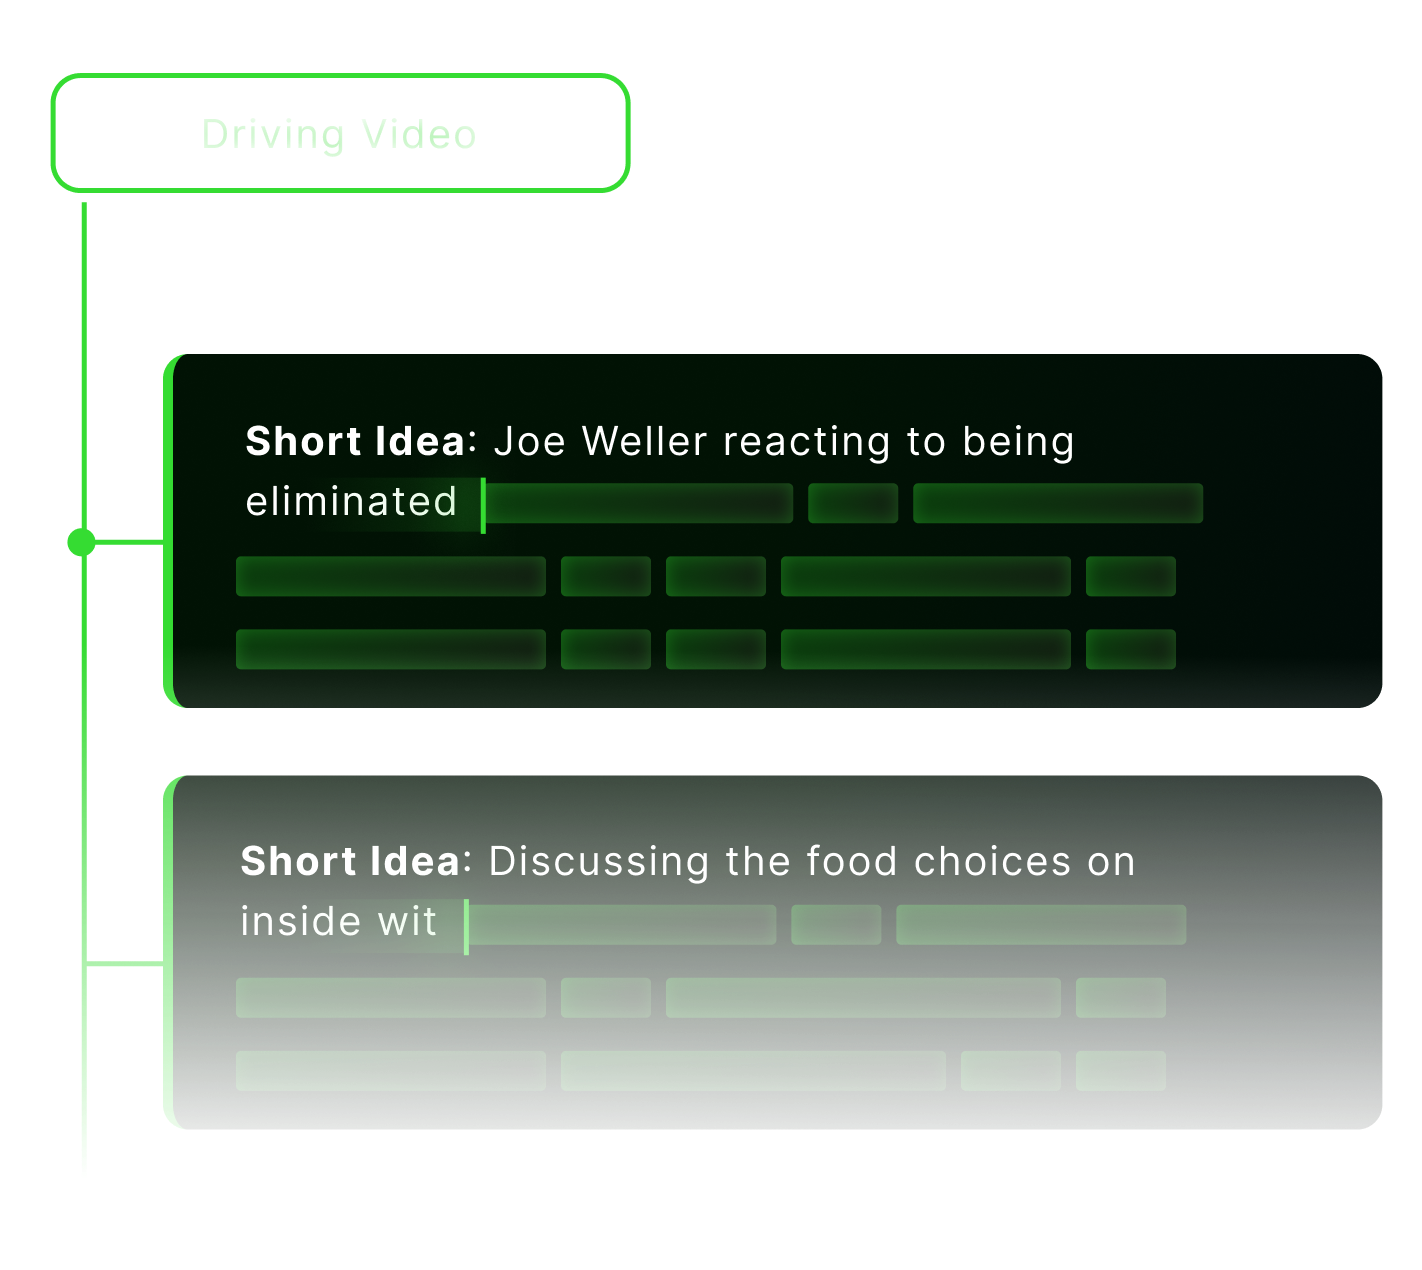 Driving Video
Short Idea: Joe Weller reacting to being
eliminated
Short Idea: Discussing the food choices on
inside wit